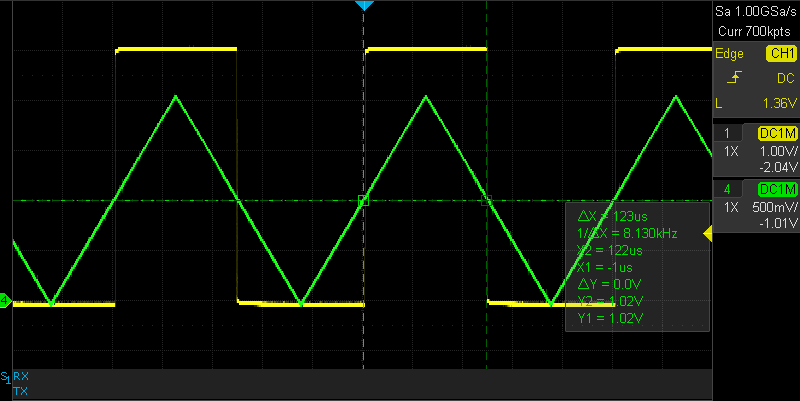 Sa 1.00GSa/s
Curr 700kpts
Edge CH1
DC
L 1.36V
1 DC1M
1X 1.00V/
-2.04V
4 DC1M
1X 500mV/
-1.01V
ΔX = 123us
1/ΔX = 8.130kHz
X2 = 122us
X1 = -1us
ΔY = 0.0V
Y2 = 1.02V
Y1 = 1.02V
4
S1 RX
TX